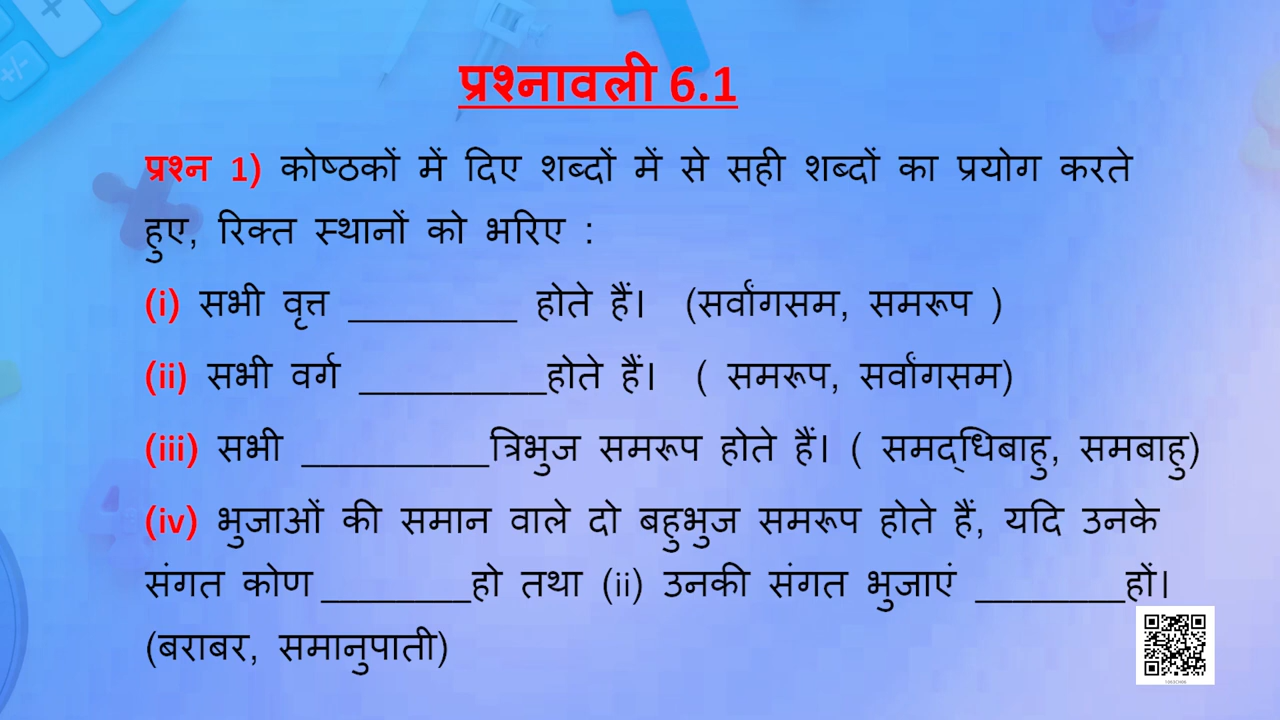 प्रश्नावली 6.1
प्रश्न 1) कोष्ठकों में दिए शब्दों में से सही शब्दों का प्रयोग करते
हुए, रिक्त स्थानों को भरिए :
(i) सभी वृत्त _________ होते हैं। (सर्वांगसम, समरूप )
(ii) सभी वर्ग __________होते हैं। ( समरूप, सर्वांगसम)
(iii) सभी __________त्रिभुज समरूप होते हैं। ( समद्धिबाहु, समबाहु)
(iv) भुजाओं की समान वाले दो बहुभुज समरूप होते हैं, यदि उनके
संगत कोण ________हो तथा (ii) उनकी संगत भुजाएं ________हों।
(बराबर, समानुपाती)